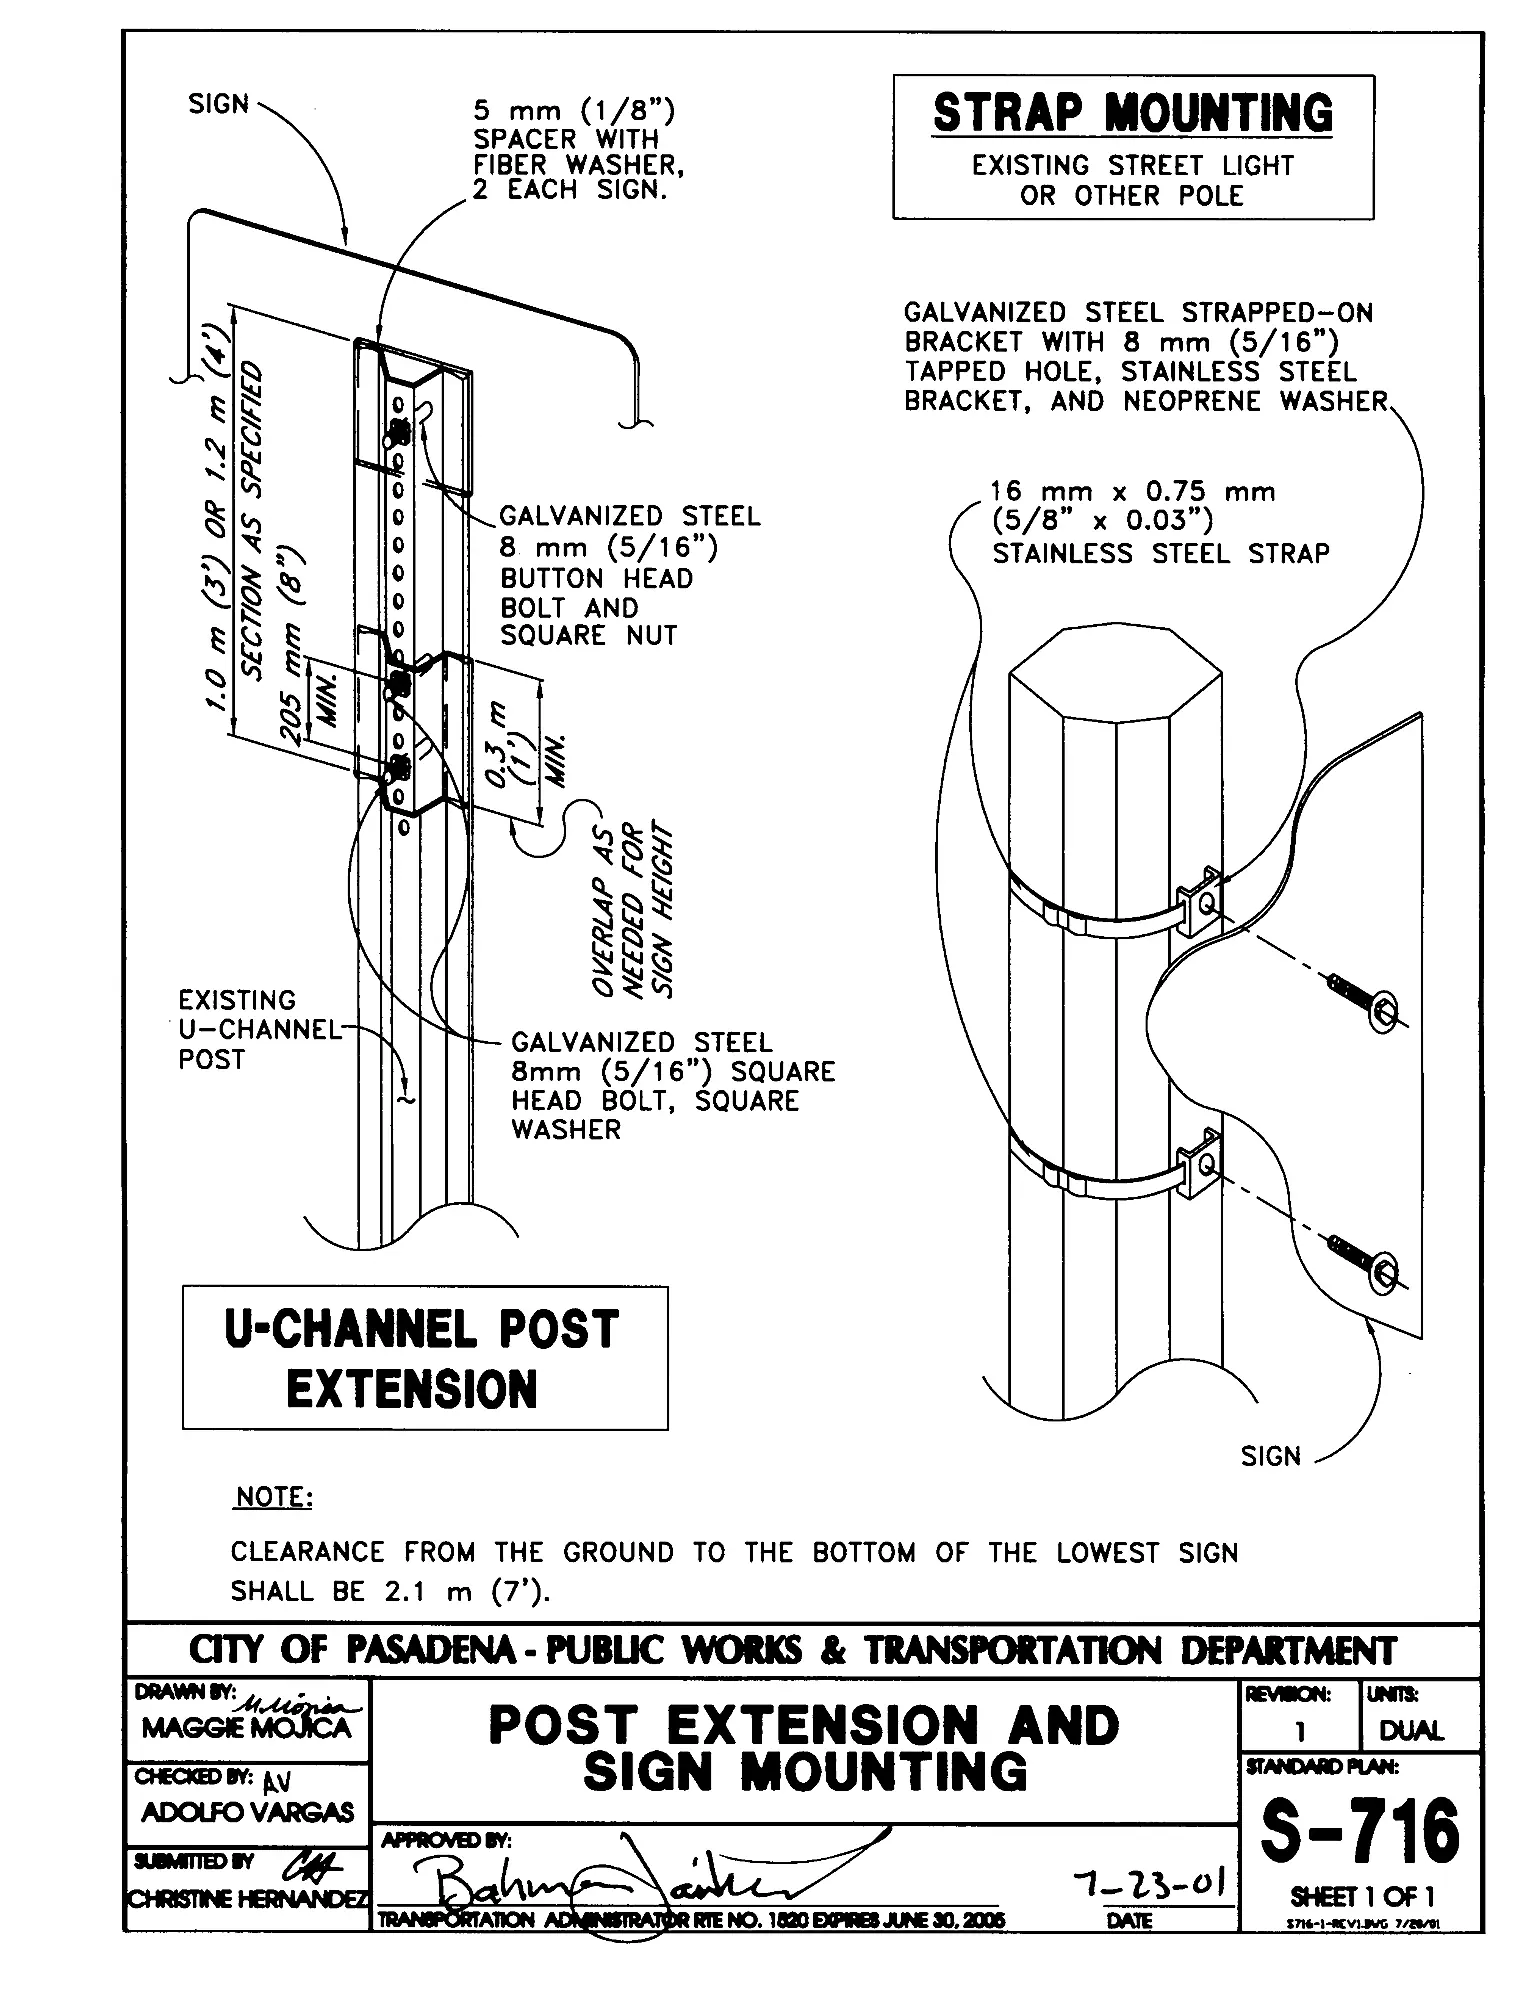 SIGN
5 mm (1/8")
SPACER WITH
FIBER WASHER,
2 EACH SIGN.
STRAP MOUNTING
EXISTING STREET LIGHT
OR OTHER POLE
GALVANIZED STEEL STRAPPED-ON
BRACKET WITH 8 mm (5/16")
TAPPED HOLE, STAINLESS STEEL
BRACKET, AND NEOPRENE WASHER
16 mm x 0.75 mm
(5/8" x 0.03")
STAINLESS STEEL STRAP
1.0 m (3') OR 1.2 m (4')
SECTION AS SPECIFIED
205 mm (8")
MIN.
GALVANIZED STEEL
8 mm (5/16")
BUTTON HEAD
BOLT AND
SQUARE NUT
0.3 m
(1')
MIN.
OVERLAP AS
NEEDED FOR
SIGN HEIGHT
EXISTING
U-CHANNEL
POST
GALVANIZED STEEL
8mm (5/16") SQUARE
HEAD BOLT, SQUARE
WASHER
U-CHANNEL POST
EXTENSION
SIGN
NOTE:
CLEARANCE FROM THE GROUND TO THE BOTTOM OF THE LOWEST SIGN
SHALL BE 2.1 m (7').
CITY OF PASADENA - PUBLIC WORKS & TRANSPORTATION DEPARTMENT
DRAWN BY: M. Mojica
MAGGIE MOJICA
CHECKED BY: AV
ADOLFO VARGAS
SUBMITTED BY
CHRISTINE HERNANDEZ
POST EXTENSION AND
SIGN MOUNTING
APPROVED BY:
7-23-01
TRANSPORTATION ADMINISTRATOR RTE NO. 1820 EXPIRES JUNE 30, 2005
DATE
REVISION:
1
UNITS:
DUAL
STANDARD PLAN:
S-716
SHEET 1 OF 1
S716-1-REV1.DWG